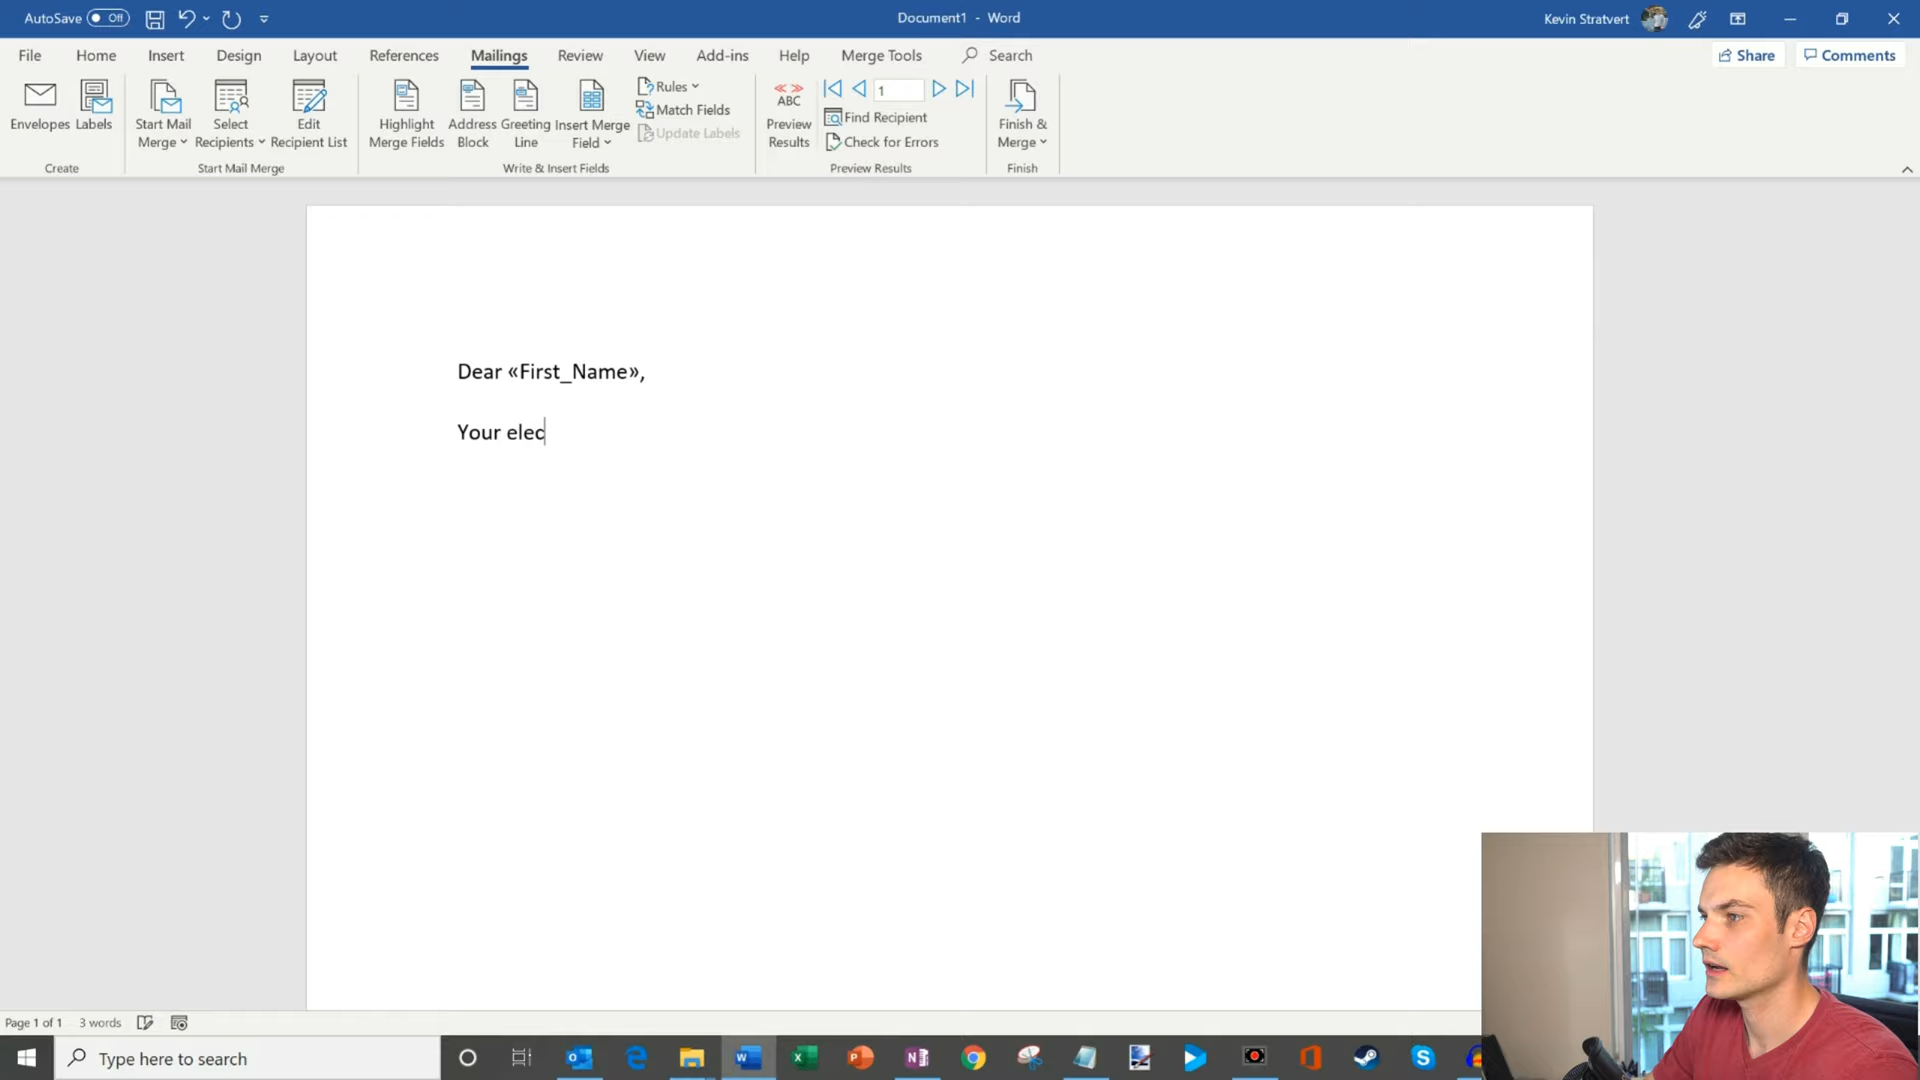 AutoSave Off
Document1 - Word
Kevin Stratvert
File Home Insert Design Layout References Mailings Review View Add-ins Help Merge Tools Search
Share Comments
Envelopes Labels
Create
Start Mail Merge
Select Recipients
Edit Recipient List
Start Mail Merge
Highlight Merge Fields
Address Block
Greeting Line
Insert Merge Field
Rules
Match Fields
Update Labels
Write & Insert Fields
ABC
Preview Results
1
Find Recipient
Check for Errors
Preview Results
Finish & Merge
Finish
Dear «First_Name»,
Your elec
Page 1 of 1 3 words
Type here to search